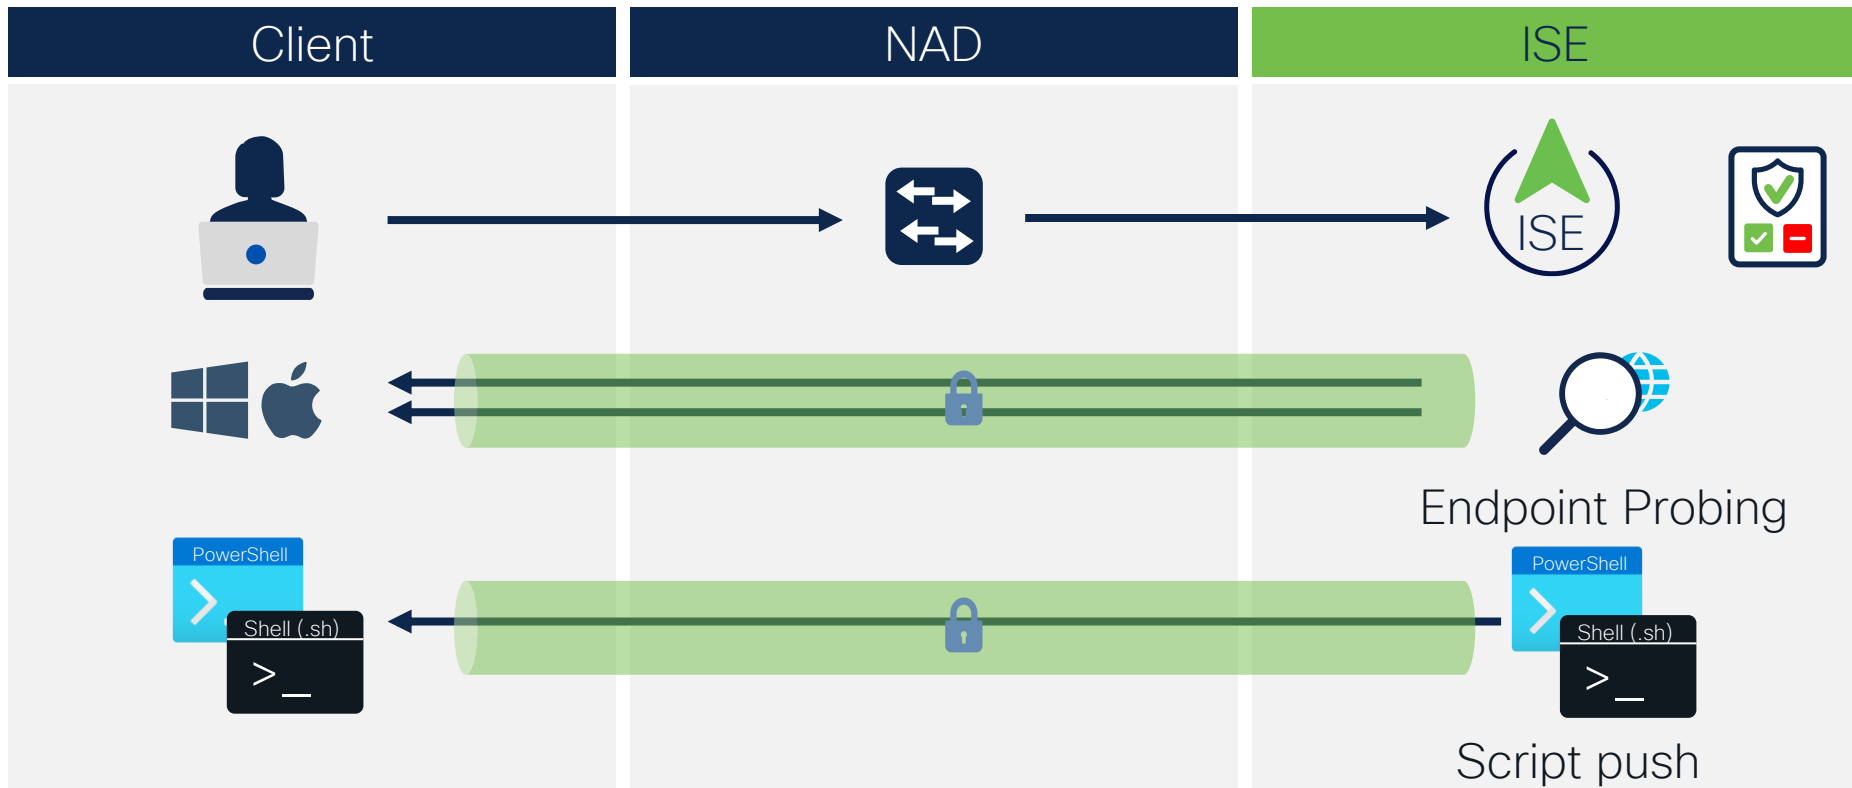 Client
NAD
ISE
ISE
Endpoint Probing
PowerShell
Shell (.sh)
>_
PowerShell
Shell (.sh)
>_
Script push